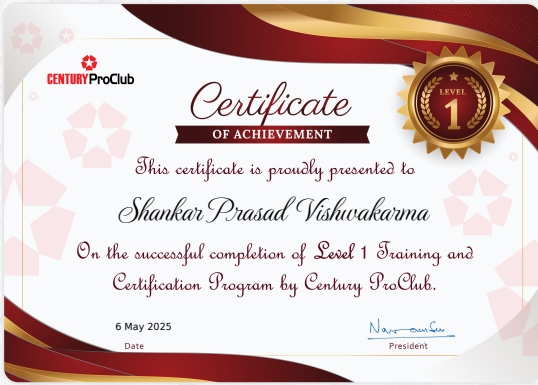 CENTURY ProClub
LEVEL
1
Certificate
OF ACHIEVEMENT
This certificate is proudly presented to
Shankar Prasad Vishwakarma
On the successful completion of Level 1 Training and
Certification Program by Century ProClub.
6 May 2025
Date
President